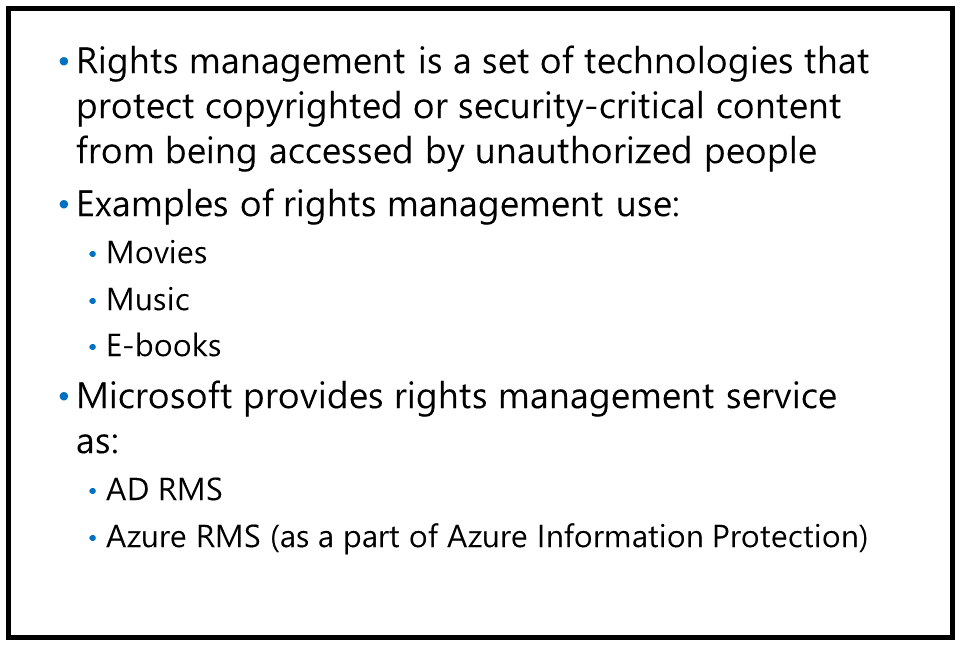 • Rights management is a set of technologies that
protect copyrighted or security-critical content
from being accessed by unauthorized people
• Examples of rights management use:
• Movies
• Music
• E-books
• Microsoft provides rights management service
as:
• AD RMS
• Azure RMS (as a part of Azure Information Protection)